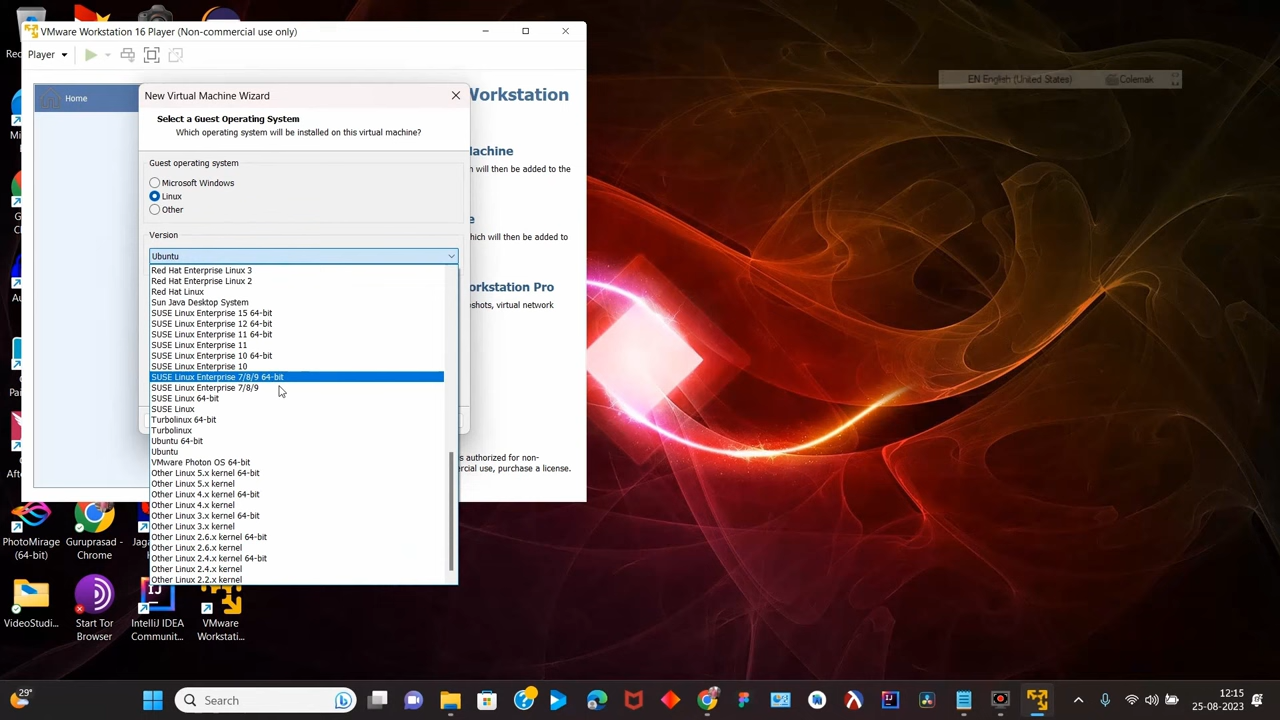 VMware Workstation 16 Player (Non-commercial use only)
Player
Home
New Virtual Machine Wizard
Select a Guest Operating System
Which operating system will be installed on this virtual machine?
Guest operating system
Microsoft Windows
Linux
Other
Version
Ubuntu
Red Hat Enterprise Linux 3
Red Hat Enterprise Linux 2
Red Hat Linux
Sun Java Desktop System
SUSE Linux Enterprise 15 64-bit
SUSE Linux Enterprise 12 64-bit
SUSE Linux Enterprise 11 64-bit
SUSE Linux Enterprise 11
SUSE Linux Enterprise 10 64-bit
SUSE Linux Enterprise 10
SUSE Linux Enterprise 7/8/9 64-bit
SUSE Linux Enterprise 7/8/9
SUSE Linux 64-bit
SUSE Linux
Turbolinux 64-bit
Turbolinux
Ubuntu 64-bit
Ubuntu
VMware Photon OS 64-bit
Other Linux 5.x kernel 64-bit
Other Linux 5.x kernel
Other Linux 4.x kernel 64-bit
Other Linux 4.x kernel
Other Linux 3.x kernel 64-bit
Other Linux 3.x kernel
Other Linux 2.6.x kernel 64-bit
Other Linux 2.6.x kernel
Other Linux 2.4.x kernel 64-bit
Other Linux 2.4.x kernel
Other Linux 2.2.x kernel
Workstation
will then be added to the
which will then be added to
Workstation Pro
shots, virtual network
s authorized for non-
ercial use, purchase a license.
EN English (United States) Colemak
PhotoMirage
(64-bit)
Guruprasad -
Chrome
VideoStudi...
Start Tor
Browser
IntelliJ IDEA
Communit...
VMware
Workstati...
29°
Search
12:15
25-08-2023